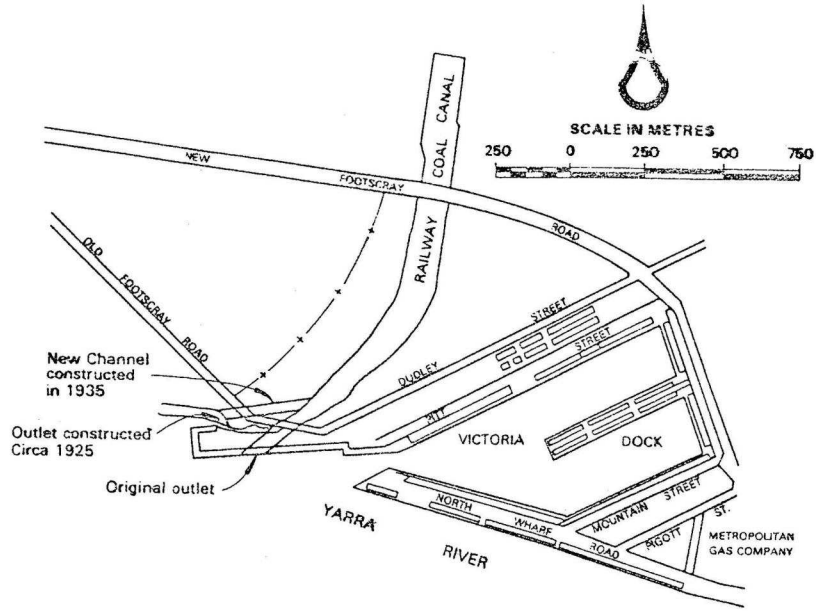 SCALE IN METRES
250 0 250 500 750
NEW FOOTSCRAY ROAD
RAILWAY COAL CANAL
OLD FOOTSCRAY ROAD
New Channel
constructed
in 1935
Outlet constructed
Circa 1925
Original outlet
DUDLEY STREET
PITT STREET
VICTORIA DOCK
YARRA RIVER
NORTH WHARF ROAD
MOUNTAIN STREET
PIGOTT ST.
METROPOLITAN
GAS COMPANY